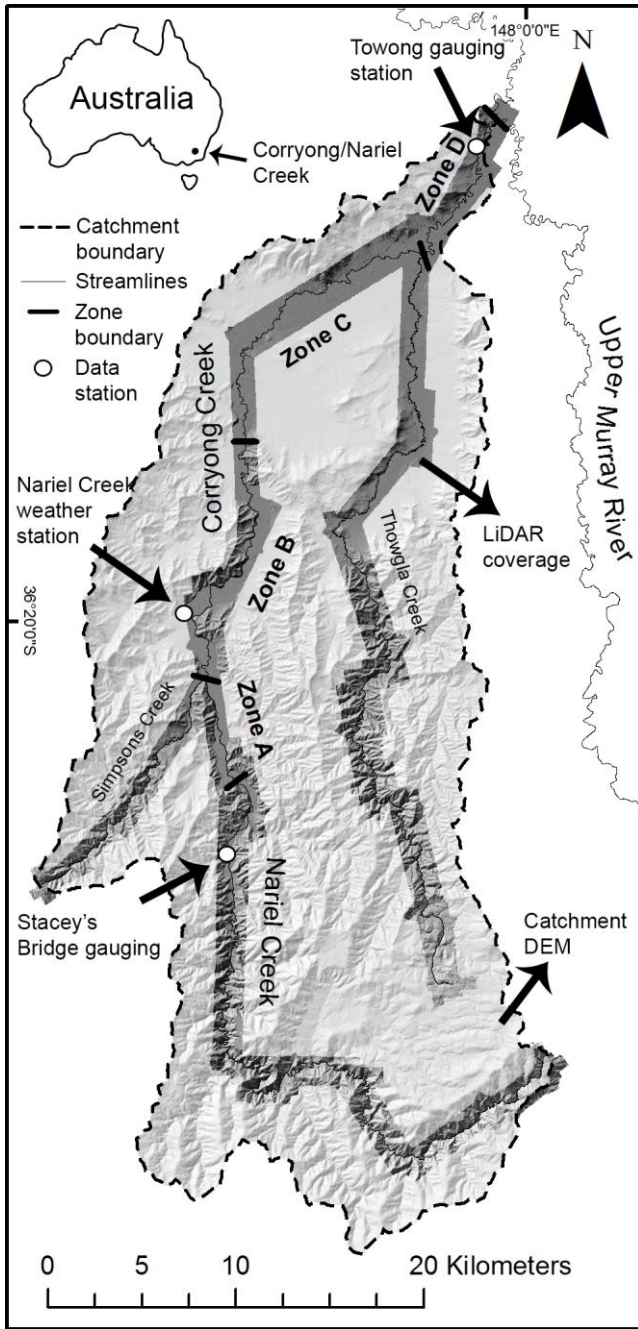 148°0'0"E
Towong gauging
station
N
Australia
Corryong/Nariel
Creek
Catchment
boundary
Streamlines
Zone
boundary
Data
station
Zone D
Zone C
Corryong Creek
Upper Murray River
Nariel Creek
weather
station
LiDAR
coverage
Zone B
Thowgla Creek
36°20'0"S
Zone A
Simpsons Creek
Stacey's
Bridge gauging
Nariel Creek
Catchment
DEM
0 5 10 20 Kilometers